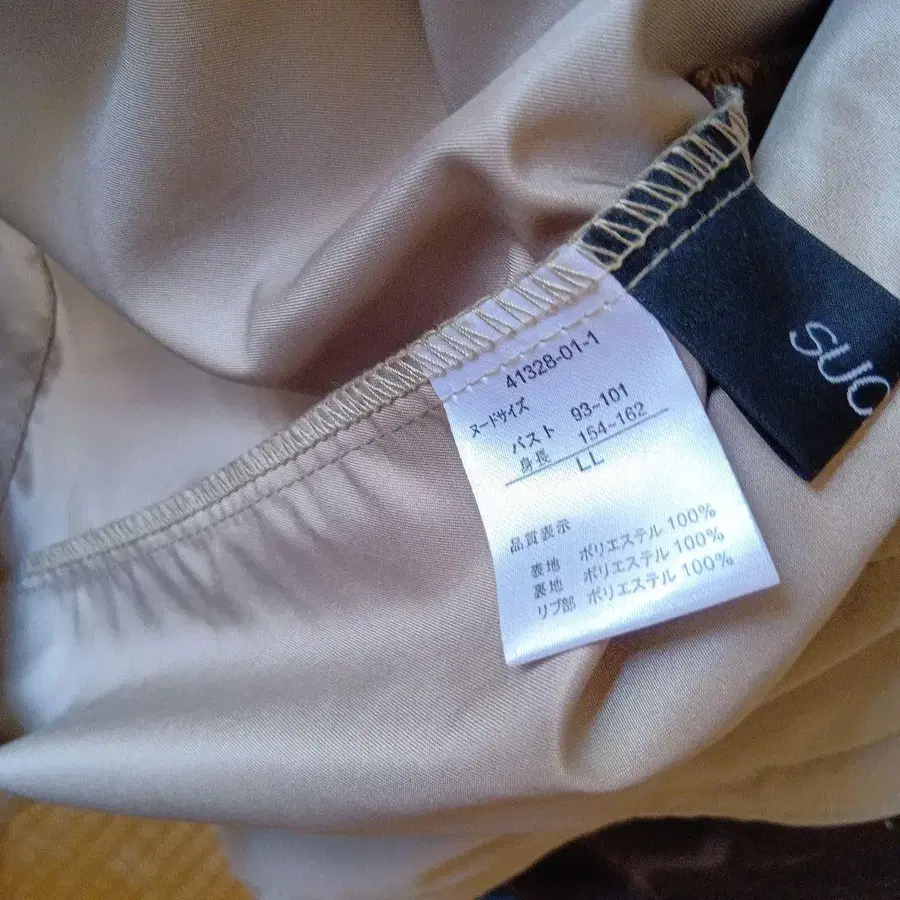 41328-01-1
ヌードサイズ
バスト 93~101
身長 154~162
LL
品質表示
表地 ポリエステル 100%
裏地 ポリエステル 100%
リブ部 ポリエステル 100%
SUC